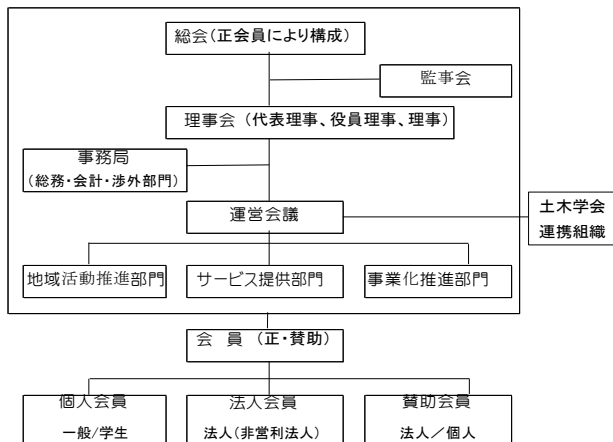 総会（正会員により構成）
監事会
理事会（代表理事、役員理事、理事）
事務局
（総務・会計・渉外部門）
運営会議
土木学会
連携組織
地域活動推進部門
サービス提供部門
事業化推進部門
会　員　（正・賛助）
個人会員
一般/学生
法人会員
法人（非営利法人）
賛助会員
法人／個人